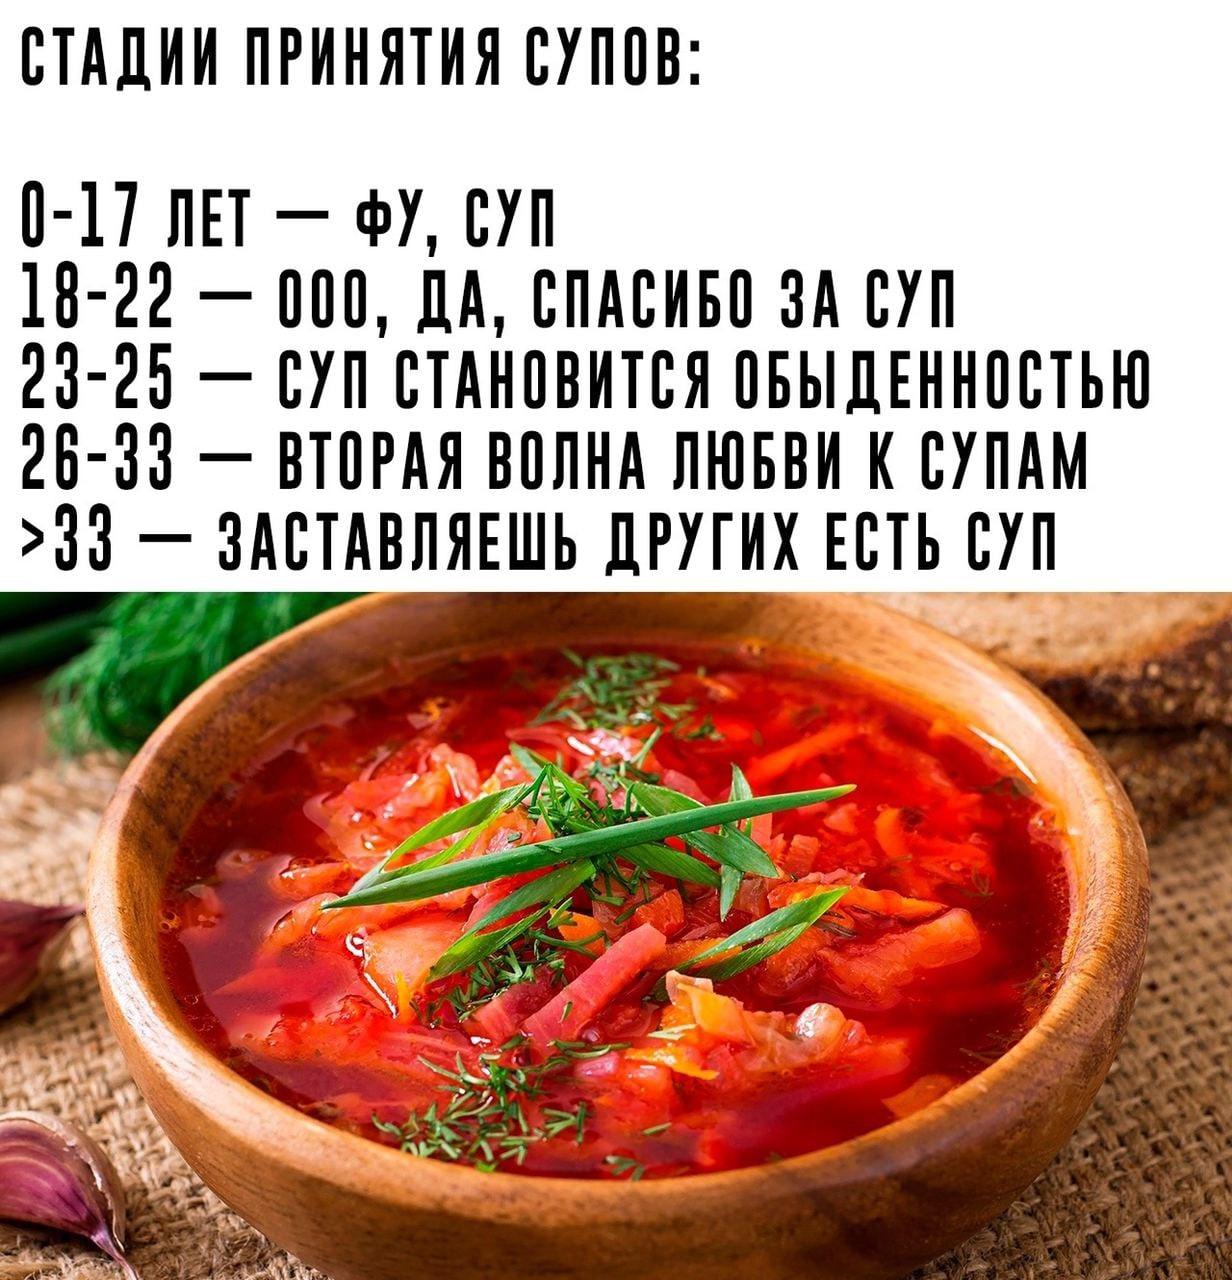 СТАДИИ ПРИНЯТИЯ СУПОВ:
0-17 ЛЕТ — ФУ, СУП
18-22 — ООО, ДА, СПАСИБО ЗА СУП
23-25 — СУП СТАНОВИТСЯ ОБЫДЕННОСТЬЮ
26-33 — ВТОРАЯ ВОЛНА ЛЮБВИ К СУПАМ
>33 — ЗАСТАВЛЯЕШЬ ДРУГИХ ЕСТЬ СУП